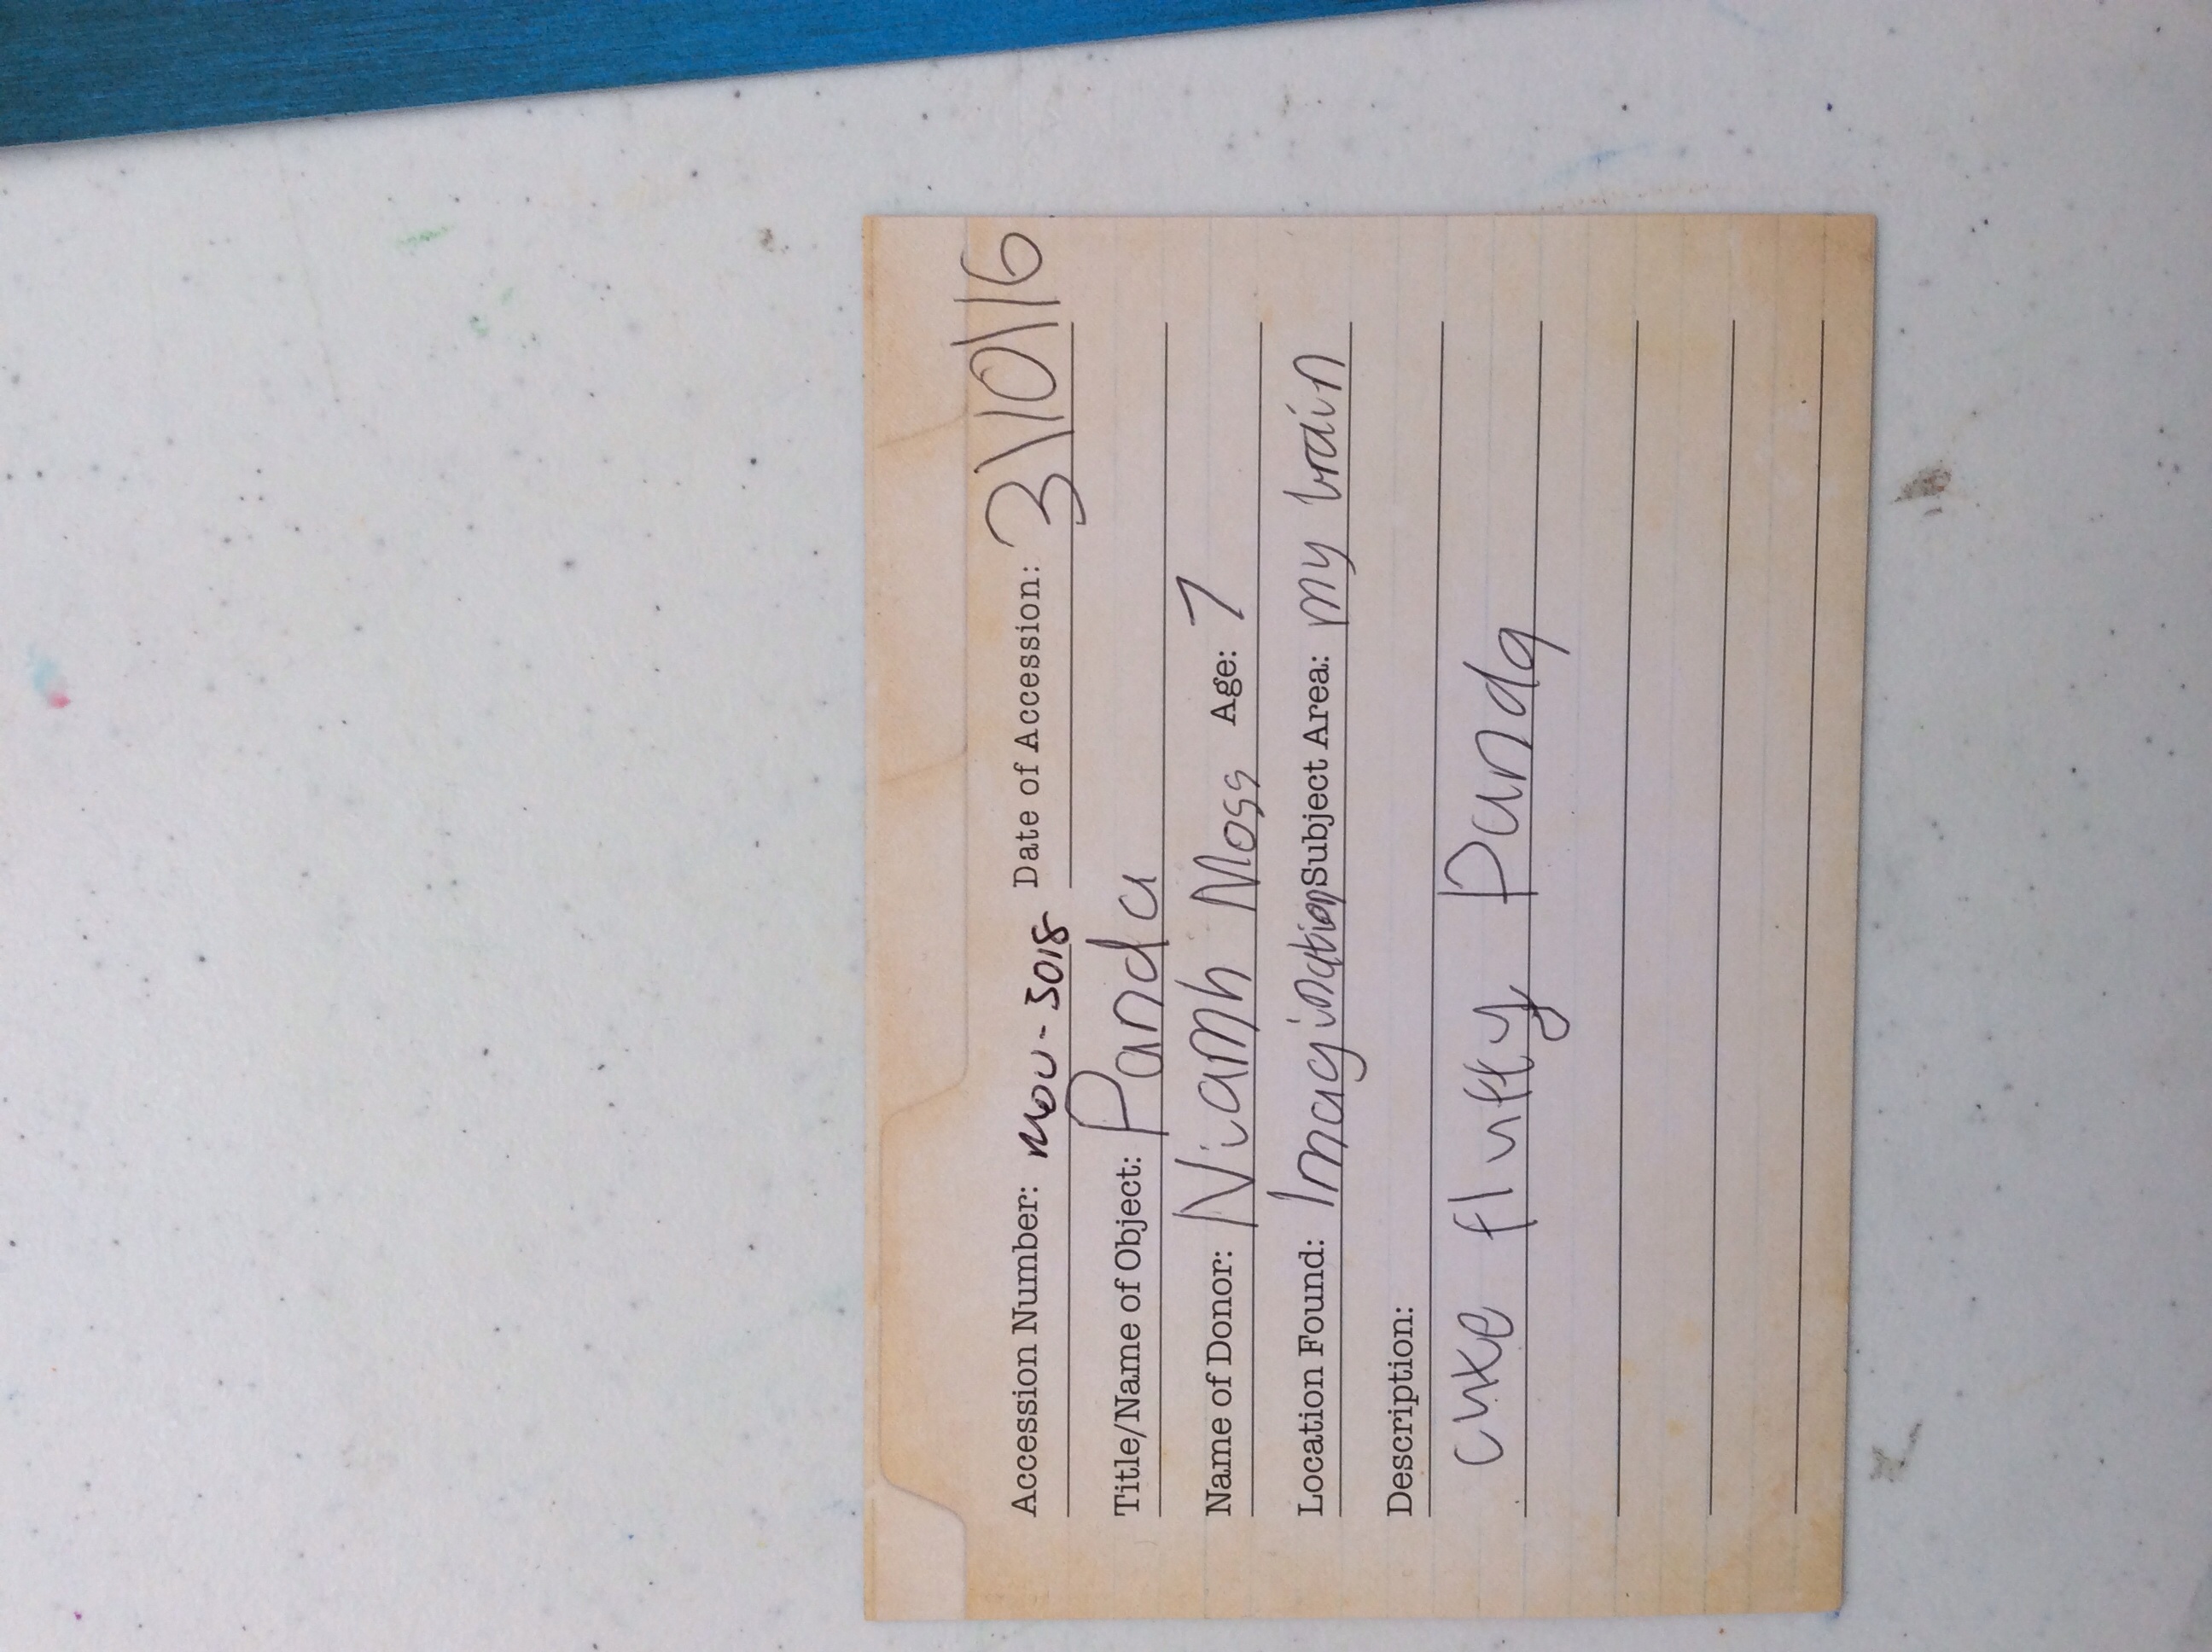 Accession Number: MOU-5018 Date of Accession: 3\10\16
Title/Name of Object: Panda
Name of Donor: Niamh Moss Age: 7
Location Found: Imagination Subject Area: my brain
Description:
cute fluffy Panda